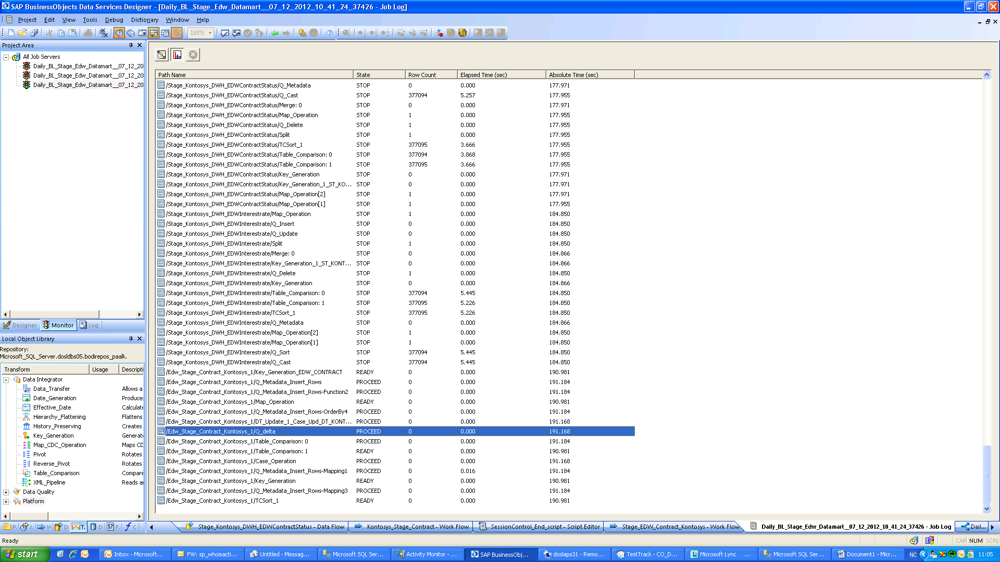 SAP BusinessObjects Data Services Designer - [Daily_BL_Stage_Edw_Datamart__07_12_2012_10_41_24_37426 - Job Log]
Project Edit View Tools Debug Dictionary Window Help
100%
Project Area
All Job Servers
Daily_BL_Stage_Edw_Datamart__07_12_20
Daily_BL_Stage_Edw_Datamart__07_12_20
Daily_BL_Stage_Edw_Datamart__07_12_20
Designer Monitor Log
Local Object Library
Repository:
Microsoft_SQL_Server.dosldbs05.bodirepos_paalk.
Transform Usage Descripti
Data Integrator
Data_Transfer Allows a
Date_Generation Produce:
Effective_Date Calculate
Hierarchy_Flattening Flattens
History_Preserving Creates
Key_Generation Generate
Map_CDC_Operation Maps CD
Pivot Rotates
Reverse_Pivot Rotates
Table_Comparison Compare
XML_Pipeline Reads ar
Data Quality
Platform
Path Name State Row Count Elapsed Time (sec) Absolute Time (sec)
/Stage_Kontosys_DWH_EDWContractStatus/Q_Metadata STOP 0 0.000 177.971
/Stage_Kontosys_DWH_EDWContractStatus/Q_Cast STOP 377094 5.257 177.955
/Stage_Kontosys_DWH_EDWContractStatus/Merge: 0 STOP 0 0.000 177.971
/Stage_Kontosys_DWH_EDWContractStatus/Map_Operation STOP 1 0.000 177.955
/Stage_Kontosys_DWH_EDWContractStatus/Q_Delete STOP 1 0.000 177.955
/Stage_Kontosys_DWH_EDWContractStatus/Split STOP 1 0.000 177.955
/Stage_Kontosys_DWH_EDWContractStatus/TCSort_1 STOP 377095 3.666 177.955
/Stage_Kontosys_DWH_EDWContractStatus/Table_Comparison: 0 STOP 377094 3.868 177.955
/Stage_Kontosys_DWH_EDWContractStatus/Table_Comparison: 1 STOP 377095 3.666 177.955
/Stage_Kontosys_DWH_EDWContractStatus/Key_Generation STOP 0 0.000 177.971
/Stage_Kontosys_DWH_EDWContractStatus/Key_Generation_1_ST_KO... STOP 0 0.000 177.971
/Stage_Kontosys_DWH_EDWContractStatus/Map_Operation[2] STOP 1 0.000 177.971
/Stage_Kontosys_DWH_EDWContractStatus/Map_Operation[1] STOP 1 0.000 177.955
/Stage_Kontosys_DWH_EDWInterestrate/Map_Operation STOP 1 0.000 184.850
/Stage_Kontosys_DWH_EDWInterestrate/Q_Insert STOP 0 0.000 184.850
/Stage_Kontosys_DWH_EDWInterestrate/Q_Update STOP 0 0.000 184.850
/Stage_Kontosys_DWH_EDWInterestrate/Split STOP 1 0.000 184.850
/Stage_Kontosys_DWH_EDWInterestrate/Merge: 0 STOP 0 0.000 184.866
/Stage_Kontosys_DWH_EDWInterestrate/Key_Generation_1_ST_KONT... STOP 0 0.000 184.866
/Stage_Kontosys_DWH_EDWInterestrate/Q_Delete STOP 1 0.000 184.850
/Stage_Kontosys_DWH_EDWInterestrate/Key_Generation STOP 0 0.000 184.866
/Stage_Kontosys_DWH_EDWInterestrate/Table_Comparison: 0 STOP 377094 5.445 184.850
/Stage_Kontosys_DWH_EDWInterestrate/Table_Comparison: 1 STOP 377095 5.226 184.850
/Stage_Kontosys_DWH_EDWInterestrate/TCSort_1 STOP 377095 5.226 184.850
/Stage_Kontosys_DWH_EDWInterestrate/Q_Metadata STOP 0 0.000 184.866
/Stage_Kontosys_DWH_EDWInterestrate/Map_Operation[2] STOP 1 0.000 184.850
/Stage_Kontosys_DWH_EDWInterestrate/Map_Operation[1] STOP 1 0.000 184.850
/Stage_Kontosys_DWH_EDWInterestrate/Q_Sort STOP 377094 5.445 184.850
/Stage_Kontosys_DWH_EDWInterestrate/Q_Cast STOP 377094 5.445 184.850
/Edw_Stage_Contract_Kontosys_1/Key_Generation_EDW_CONTRACT READY 0 0.000 190.981
/Edw_Stage_Contract_Kontosys_1/Q_Metadata_Insert_Rows PROCEED 0 0.000 191.184
/Edw_Stage_Contract_Kontosys_1/Q_Metadata_Insert_Rows-Function2 PROCEED 0 0.000 191.184
/Edw_Stage_Contract_Kontosys_1/Map_Operation READY 0 0.000 190.981
/Edw_Stage_Contract_Kontosys_1/Q_Metadata_Insert_Rows-OrderBy4 PROCEED 0 0.000 191.184
/Edw_Stage_Contract_Kontosys_1/DT_Update_1_Case_Upd_DT_KONT... PROCEED 0 0.000 191.168
/Edw_Stage_Contract_Kontosys_1/Q_delta PROCEED 0 0.000 191.168
/Edw_Stage_Contract_Kontosys_1/Table_Comparison: 0 PROCEED 0 0.000 191.184
/Edw_Stage_Contract_Kontosys_1/Table_Comparison: 1 READY 0 0.000 190.981
/Edw_Stage_Contract_Kontosys_1/Case_Operation PROCEED 0 0.000 191.168
/Edw_Stage_Contract_Kontosys_1/Q_Metadata_Insert_Rows-Mapping1 PROCEED 0 0.016 191.184
/Edw_Stage_Contract_Kontosys_1/Key_Generation READY 0 0.000 190.981
/Edw_Stage_Contract_Kontosys_1/Q_Metadata_Insert_Rows-Mapping3 PROCEED 0 0.000 191.184
/Edw_Stage_Contract_Kontosys_1/TCSort_1 READY 0 0.000 190.981
P. J. W D T. D F. C
Stage_Kontosys_DWH_EDWContractStatus - Data Flow Kontosys_Stage_Contract - Work Flow SessionControl_End_script - Script Editor Stage_EDW_Contract_Kontosys - Work Flow Daily_BL_Stage_Edw_Datamart__07_12_2012_10_41_24_37426 - Job Log Dail...
Ready CAP NUM SCRL
start Inbox - Microsoft... FW: sp_whoisacti... Untitled - Messag... Microsoft SQL Ser... Activity Monitor - ... SAP BusinessObj... doslaps31 - Remo... TestTrack - CO_D... Microsoft Lync ... Microsoft SQL Ser... Document1 - Micr... NC 11:05